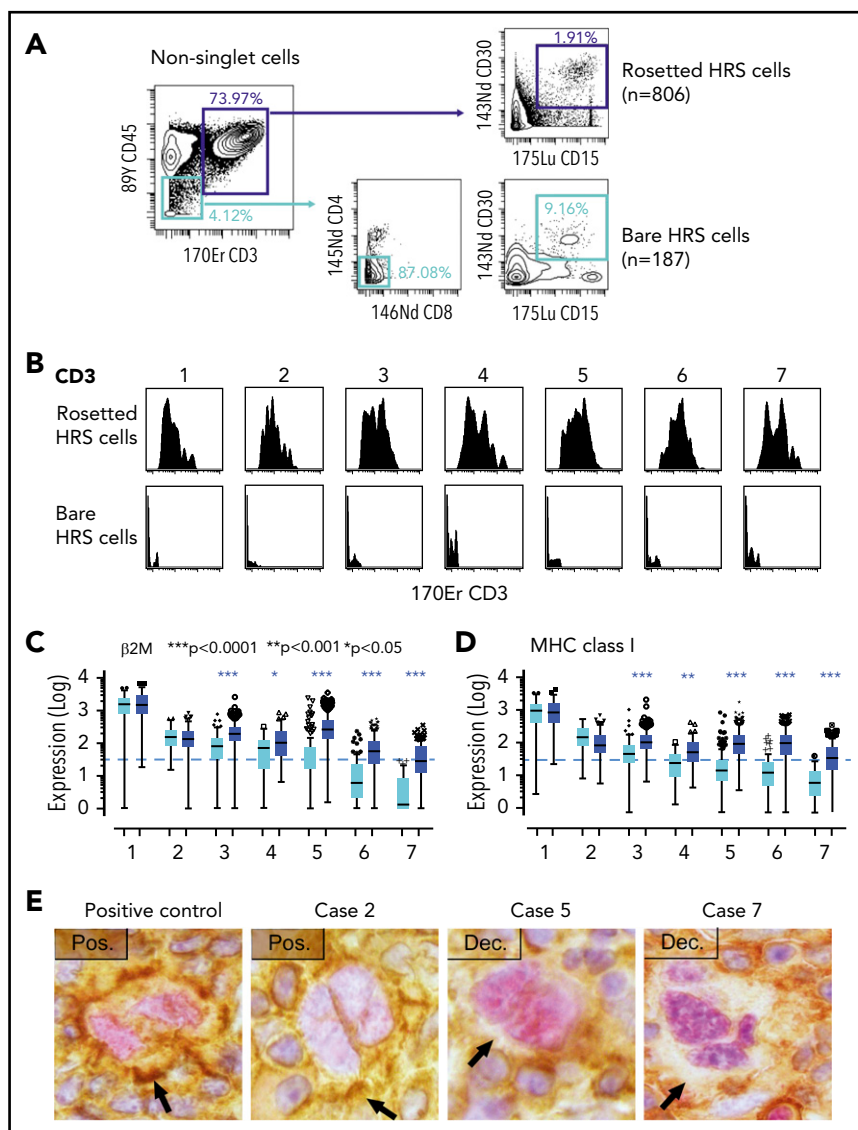 A
Non-singlet cells
73.97%
4.12%
89Y CD45
170Er CD3
1.91%
143Nd CD30
175Lu CD15
Rosetted HRS cells
(n=806)
145Nd CD4
87.08%
146Nd CD8
143Nd CD30
9.16%
175Lu CD15
Bare HRS cells
(n=187)
B
CD3
1 2 3 4 5 6 7
Rosetted
HRS cells
Bare
HRS cells
170Er CD3
C
β2M ***p<0.0001 **p<0.001 *p<0.05
*** * *** *** ***
Expression (Log)
4
3
2
1
0
1 2 3 4 5 6 7
D
MHC class I
*** ** *** *** ***
Expression (Log)
4
3
2
1
0
1 2 3 4 5 6 7
E
Positive control Case 2 Case 5 Case 7
Pos. Pos. Dec. Dec.